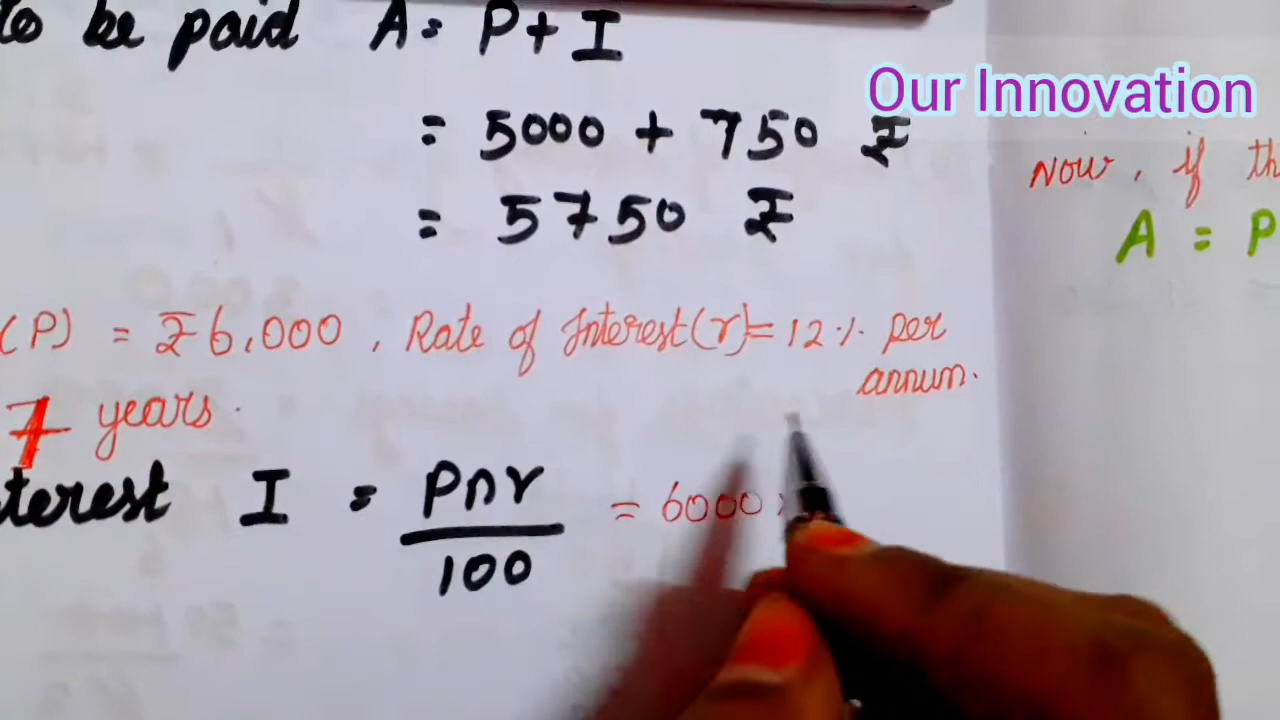 to be paid A = P + I
Our Innovation
= 5000 + 750 ₹
= 5750 ₹
Now, if
A = P
(P) = ₹6,000, Rate of Interest(r) = 12% per
annum.
7 years.
terest I = Pnr
100
= 6000 ×